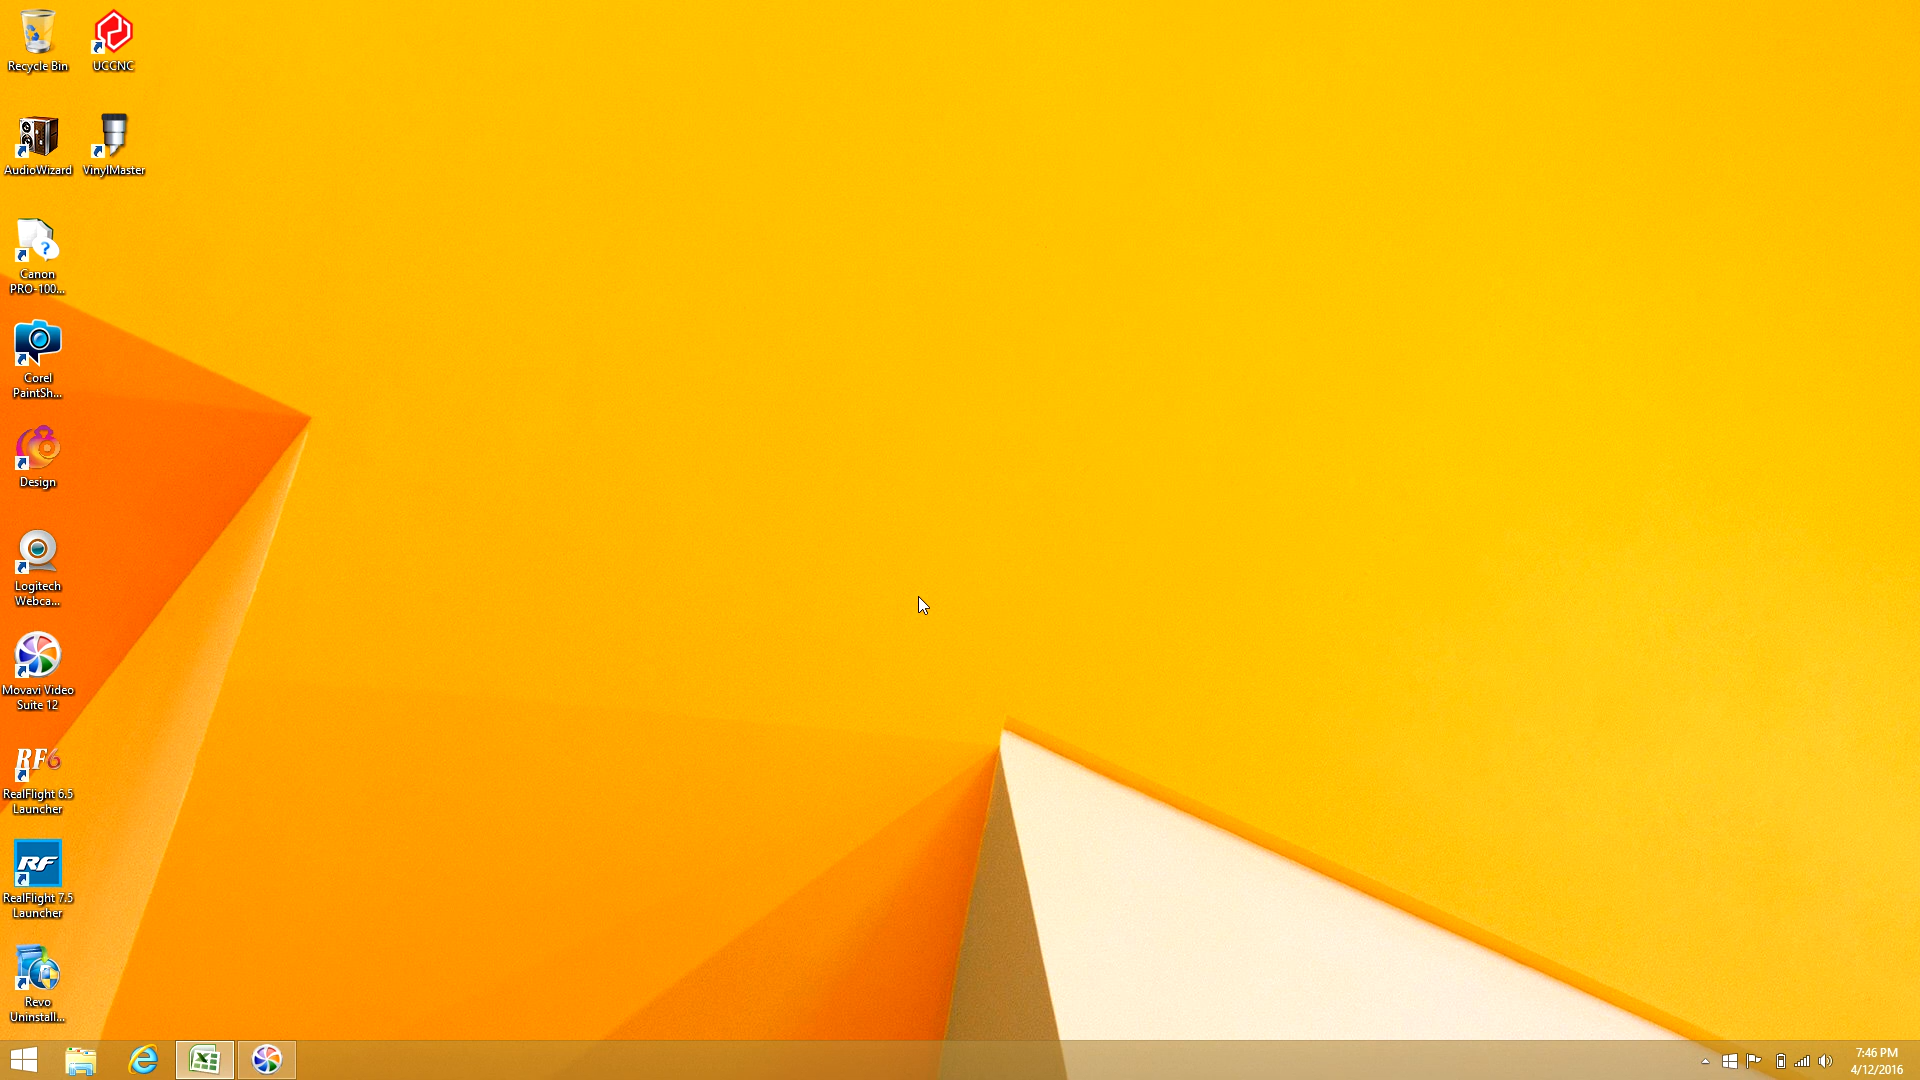 Recycle Bin
UCCNC
AudioWizard
VinylMaster
Canon
PRO-100...
Corel
PaintSh...
Design
Logitech
Webca...
Movavi Video
Suite 12
RF6
RealFlight 6.5
Launcher
RF
RealFlight 7.5
Launcher
Revo
Uninstall...
7:46 PM
4/12/2016